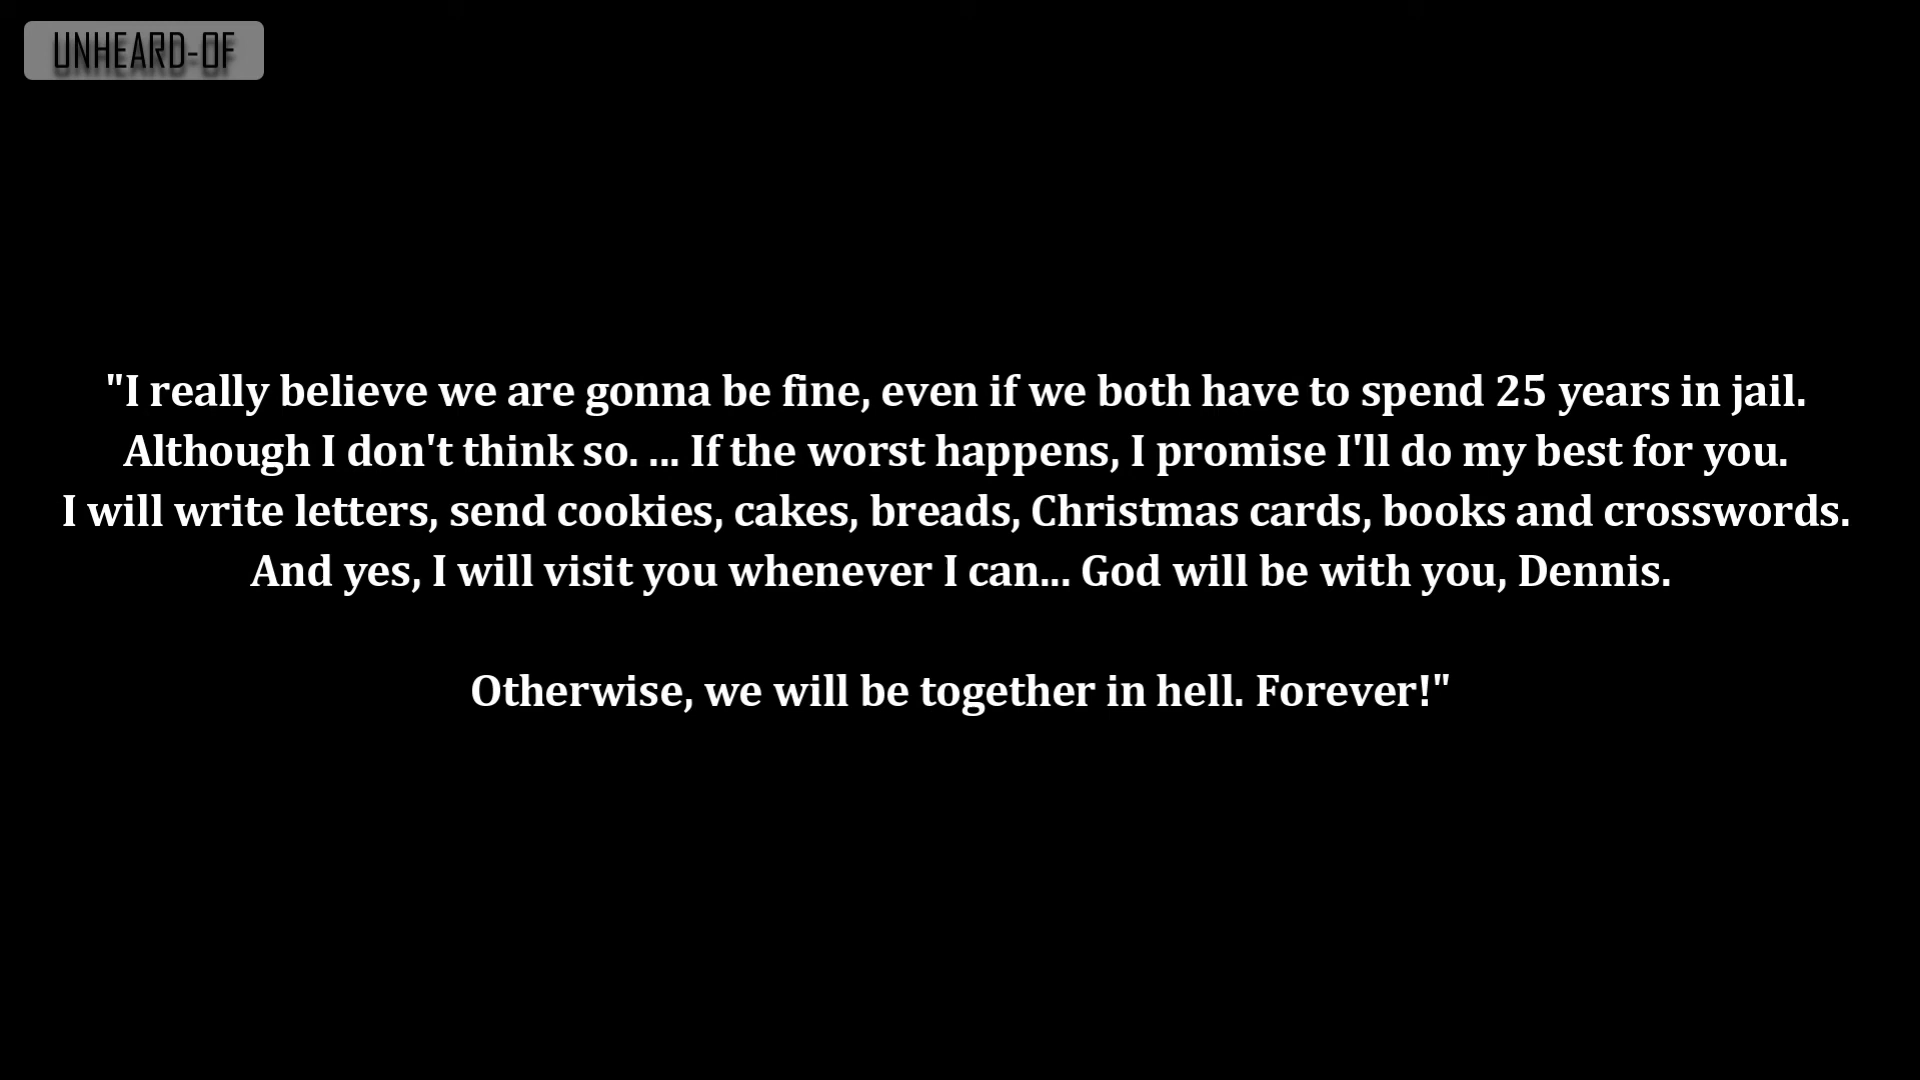 UNHEARD-OF
"I really believe we are gonna be fine, even if we both have to spend 25 years in jail.
Although I don't think so. ... If the worst happens, I promise I'll do my best for you.
I will write letters, send cookies, cakes, breads, Christmas cards, books and crosswords.
And yes, I will visit you whenever I can... God will be with you, Dennis.
Otherwise, we will be together in hell. Forever!"